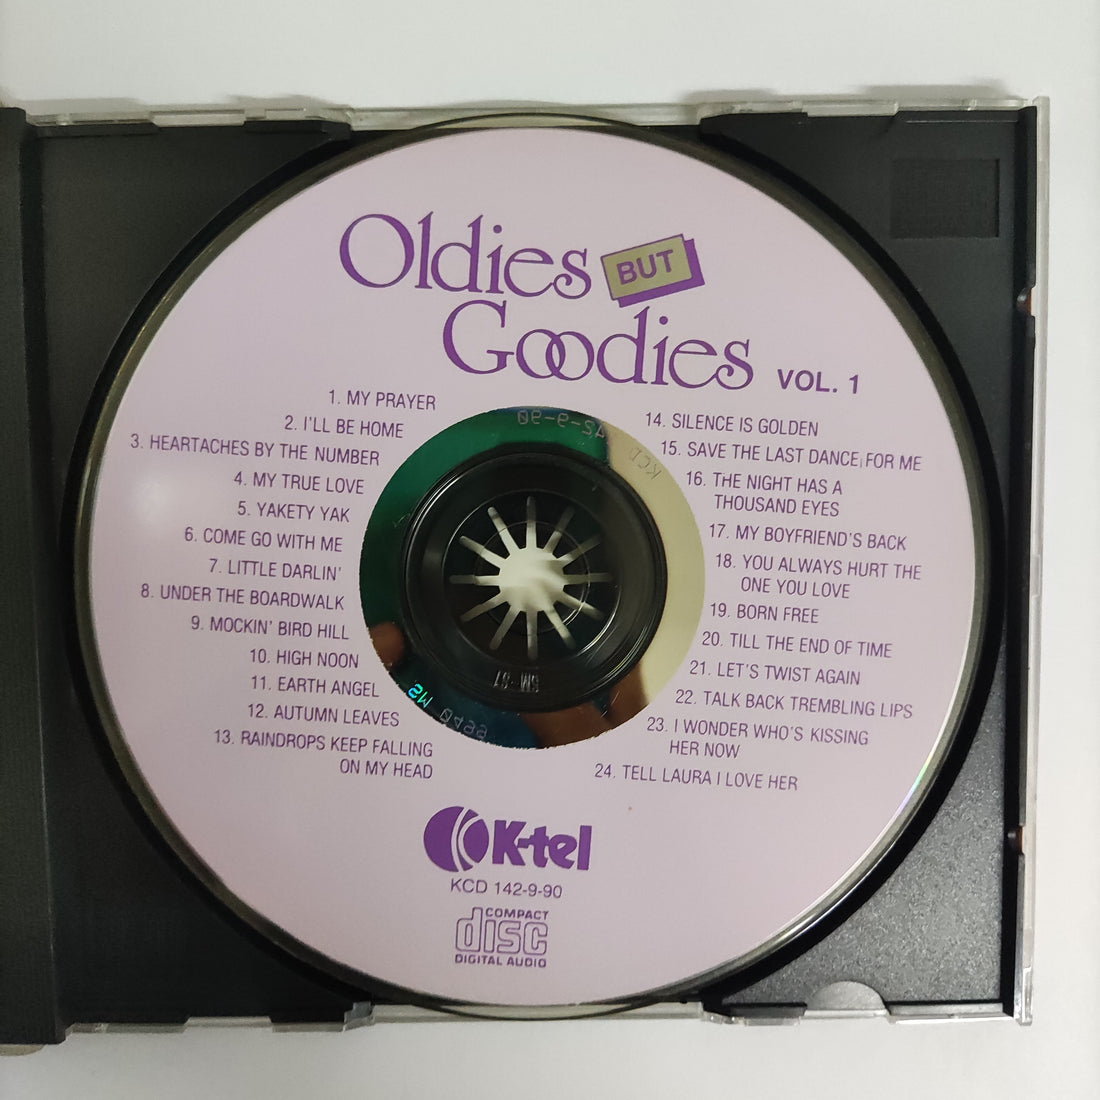 Oldies BUT
Goodies VOL. 1
1. MY PRAYER
2. I'LL BE HOME
3. HEARTACHES BY THE NUMBER
4. MY TRUE LOVE
5. YAKETY YAK
6. COME GO WITH ME
7. LITTLE DARLIN'
8. UNDER THE BOARDWALK
9. MOCKIN' BIRD HILL
10. HIGH NOON
11. EARTH ANGEL
12. AUTUMN LEAVES
13. RAINDROPS KEEP FALLING
ON MY HEAD
14. SILENCE IS GOLDEN
15. SAVE THE LAST DANCE FOR ME
16. THE NIGHT HAS A
THOUSAND EYES
17. MY BOYFRIEND'S BACK
18. YOU ALWAYS HURT THE
ONE YOU LOVE
19. BORN FREE
20. TILL THE END OF TIME
21. LET'S TWIST AGAIN
22. TALK BACK TREMBLING LIPS
23. I WONDER WHO'S KISSING
HER NOW
24. TELL LAURA I LOVE HER
K-tel
KCD 142-9-90
COMPACT
disc
DIGITAL AUDIO